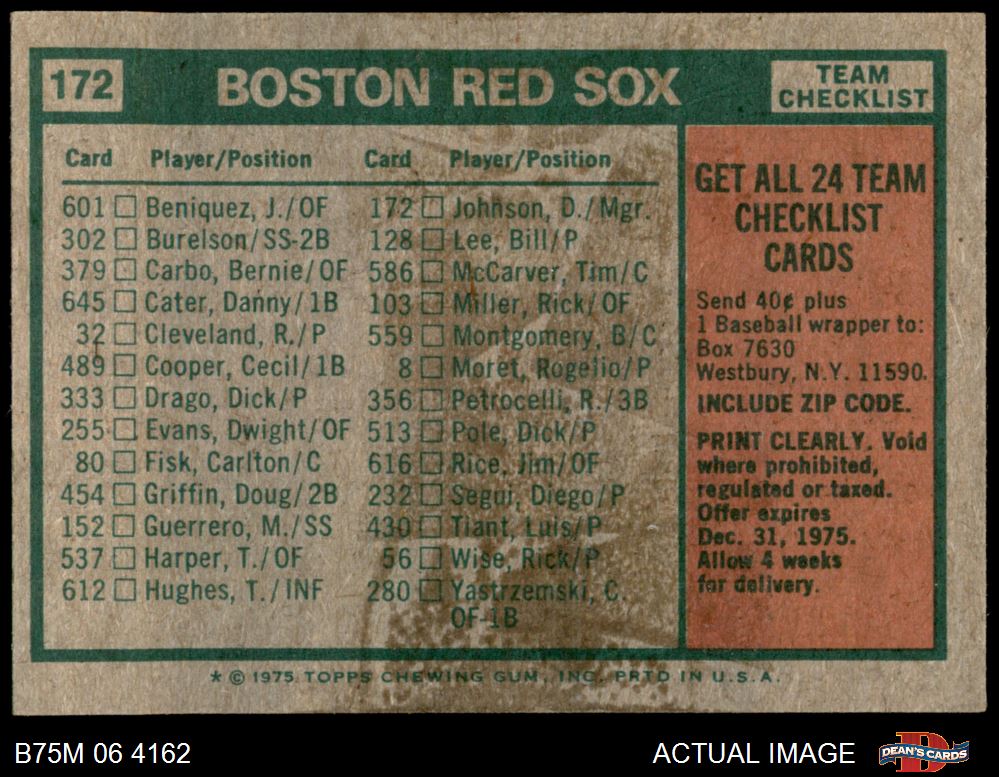 172
BOSTON RED SOX
TEAM
CHECKLIST
Card Player/Position Card Player/Position
601 Beniquez, J./OF
302 Burelson/SS-2B
379 Carbo, Bernie/OF
645 Cater, Danny/1B
32 Cleveland, R./P
489 Cooper, Cecil/1B
333 Drago, Dick/P
255 Evans, Dwight/OF
80 Fisk, Carlton/C
454 Griffin, Doug/2B
152 Guerrero, M./SS
537 Harper, T./OF
612 Hughes, T./INF
172 Johnson, D./Mgr.
128 Lee, Bill/P
586 McCarver, Tim/C
103 Miller, Rick/OF
559 Montgomery, B/C
8 Moret, Rogelio/P
356 Petrocelli, R./3B
513 Pole, Dick/P
616 Rice, Jim/OF
232 Segui, Diego/P
430 Tiant, Luis/P
56 Wise, Rick/P
280 Yastrzemski, C.
OF-1B
GET ALL 24 TEAM
CHECKLIST
CARDS
Send 40¢ plus
1 Baseball wrapper to:
Box 7630
Westbury, N.Y. 11590.
INCLUDE ZIP CODE.
PRINT CLEARLY. Void
where prohibited,
regulated or taxed.
Offer expires
Dec. 31, 1975.
Allow 4 weeks
for delivery.
* © 1975 TOPPS CHEWING GUM, INC. PRTD IN U.S.A.
B75M 06 4162
ACTUAL IMAGE
D
DEAN'S CARDS